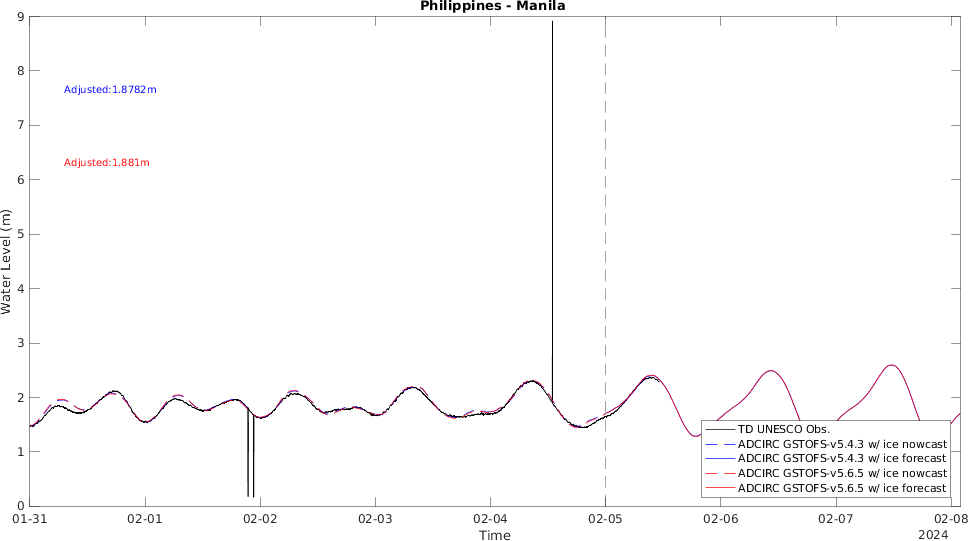 Philippines - Manila
9
8
7
6
5
4
3
2
1
0
Water Level (m)
Adjusted:1.8782m
Adjusted:1.881m
TD UNESCO Obs.
ADCIRC GSTOFS-v5.4.3 w/ ice nowcast
ADCIRC GSTOFS-v5.4.3 w/ ice forecast
ADCIRC GSTOFS-v5.6.5 w/ ice nowcast
ADCIRC GSTOFS-v5.6.5 w/ ice forecast
01-31 02-01 02-02 02-03 02-04 02-05 02-06 02-07 02-08
Time
2024